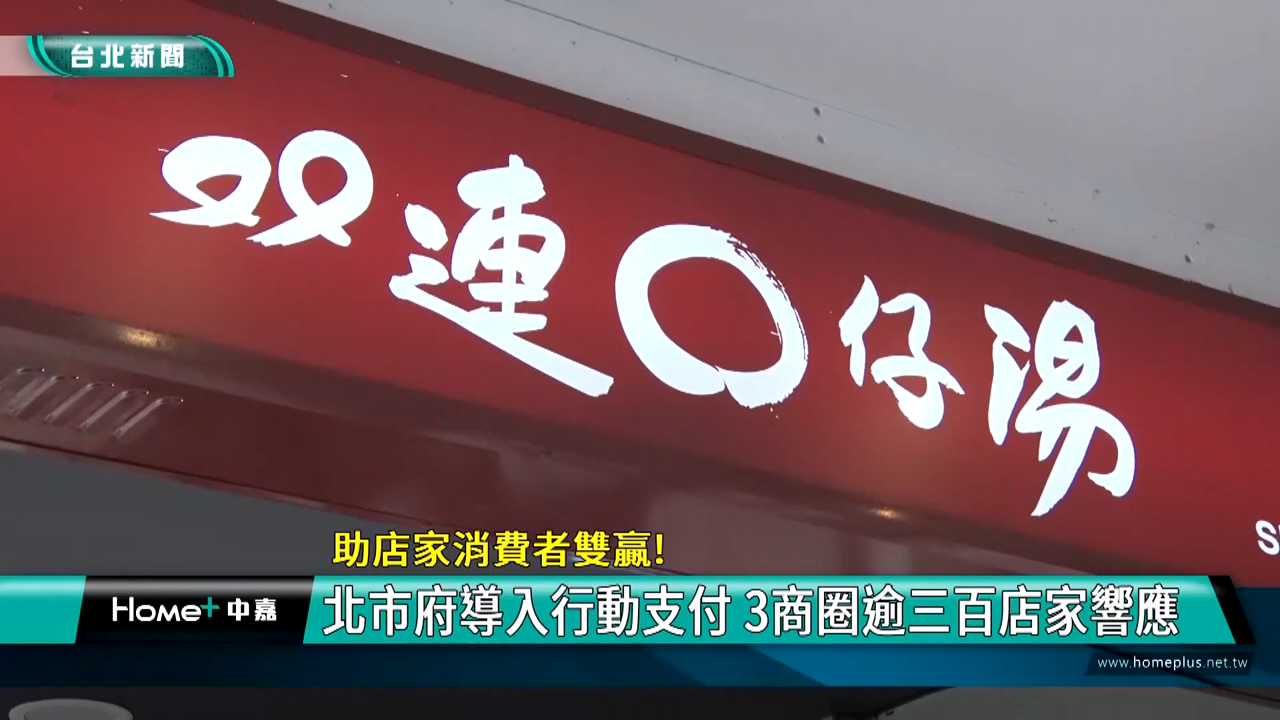 台北新聞
双連○仔湯
助店家消費者雙贏!
Home+ 中嘉
北市府導入行動支付 3商圈逾三百店家響應
www.homeplus.net.tw